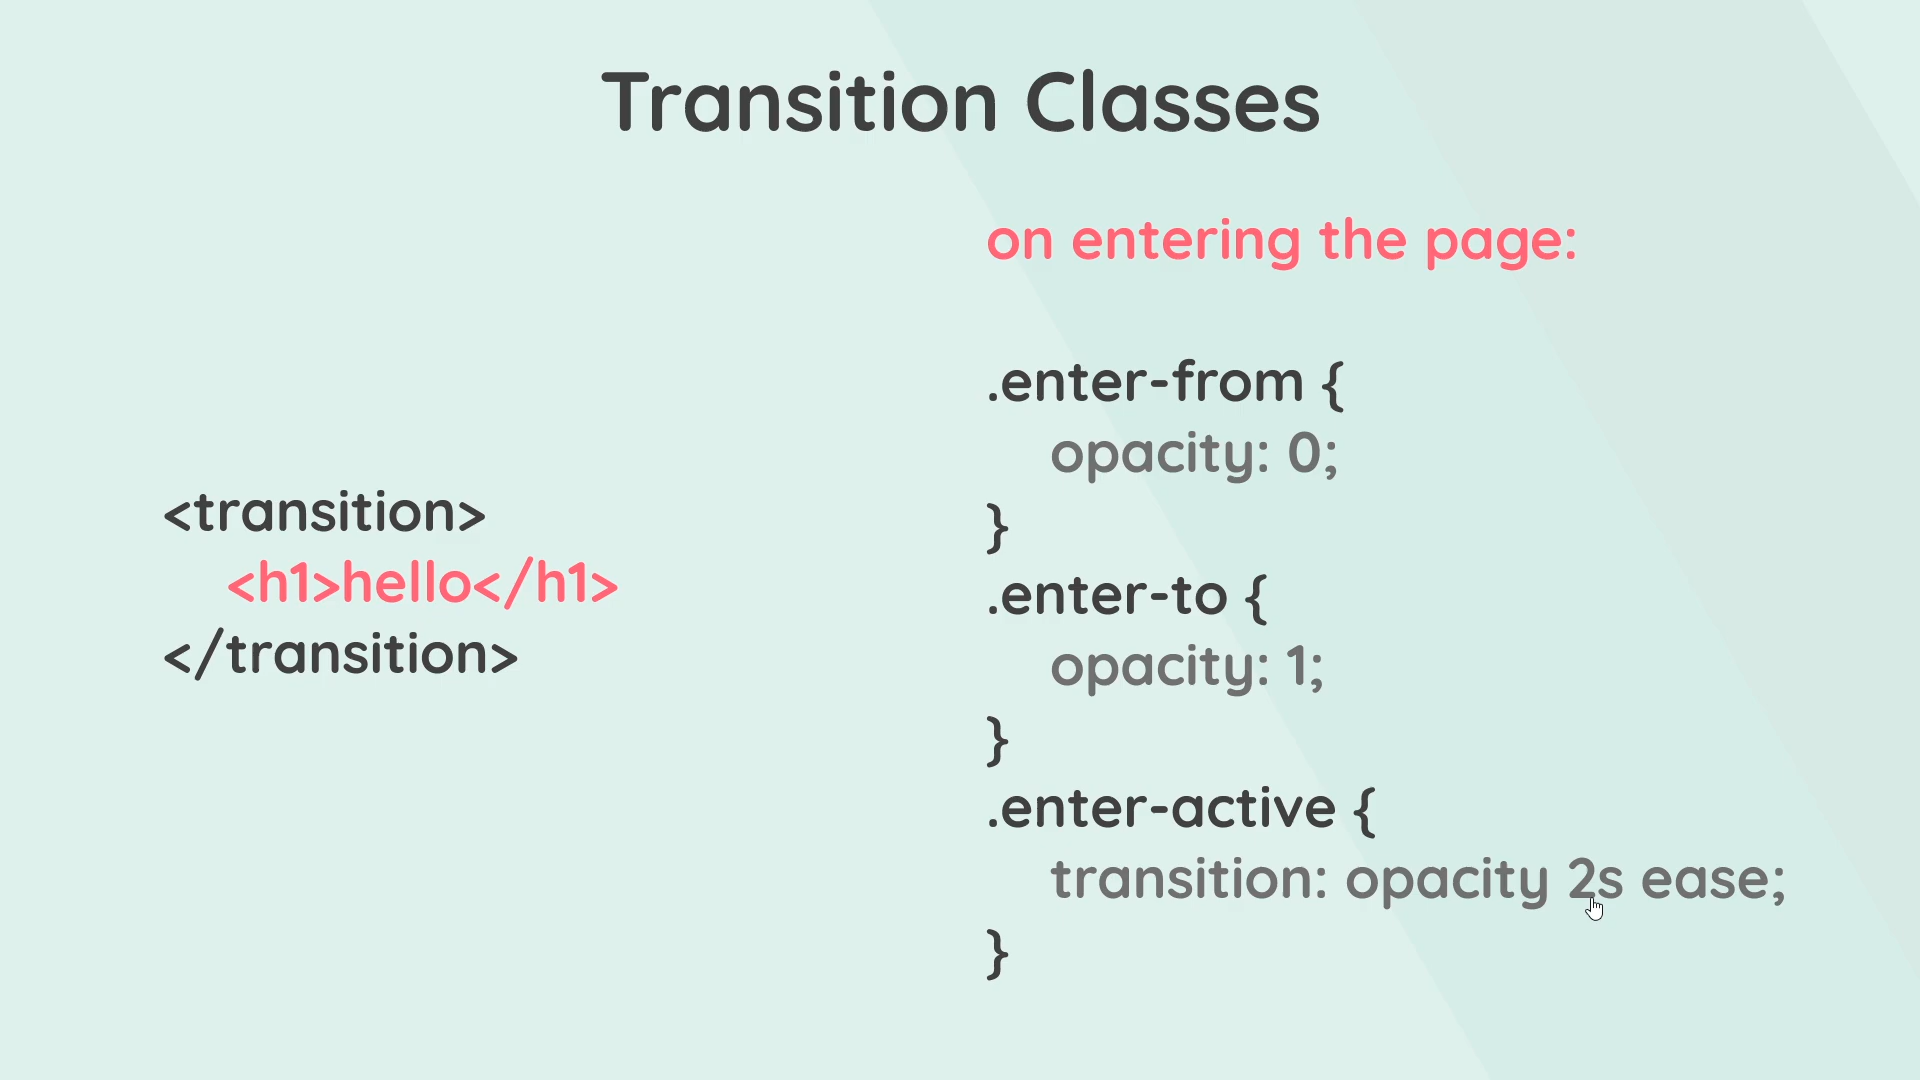 Transition Classes
<transition>
<h1>hello</h1>
</transition>
on entering the page:
.enter-from {
opacity: 0;
}
.enter-to {
opacity: 1;
}
.enter-active {
transition: opacity 2s ease;
}